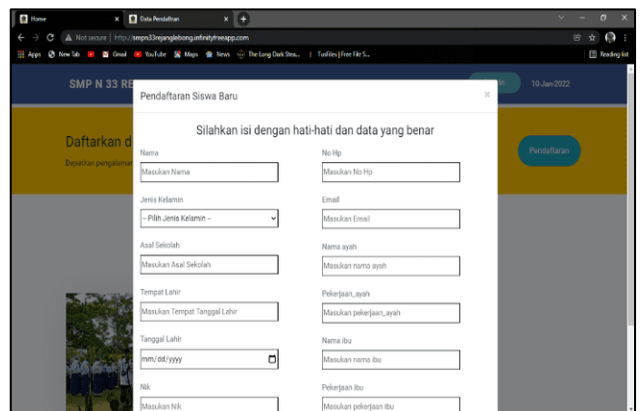 Home
Data Pendaftran
Not secure | http://smpn33rejanglebong.infinityfreeapp.com
Apps New Tab M Gmail YouTube Maps News The Long Dark Stea... TusFiles | Free File S... Reading list
SMP N 33 RE
10-Jan-2022
Pendaftaran Siswa Baru ×
Daftarkan d
Pendaftaran
Silahkan isi dengan hati-hati dan data yang benar
Nama
Masukan Nama
Jenis Kelamin
-- Pilih Jenis Kelamin --
Asal Sekolah
Masukan Asal Sekolah
Tempat Lahir
Masukan Tempat Tanggal Lahir
Tanggal Lahir
mm/dd/yyyy
Nik
Masukan Nik
No Hp
Masukan No Hp
Email
Masukan Email
Nama ayah
Masukan nama ayah
Pekerjaan_ayah
Masukan pekerjaan_ayah
Nama ibu
Masukan nama ibu
Pekerjaan ibu
Masukan pekerjaan ibu